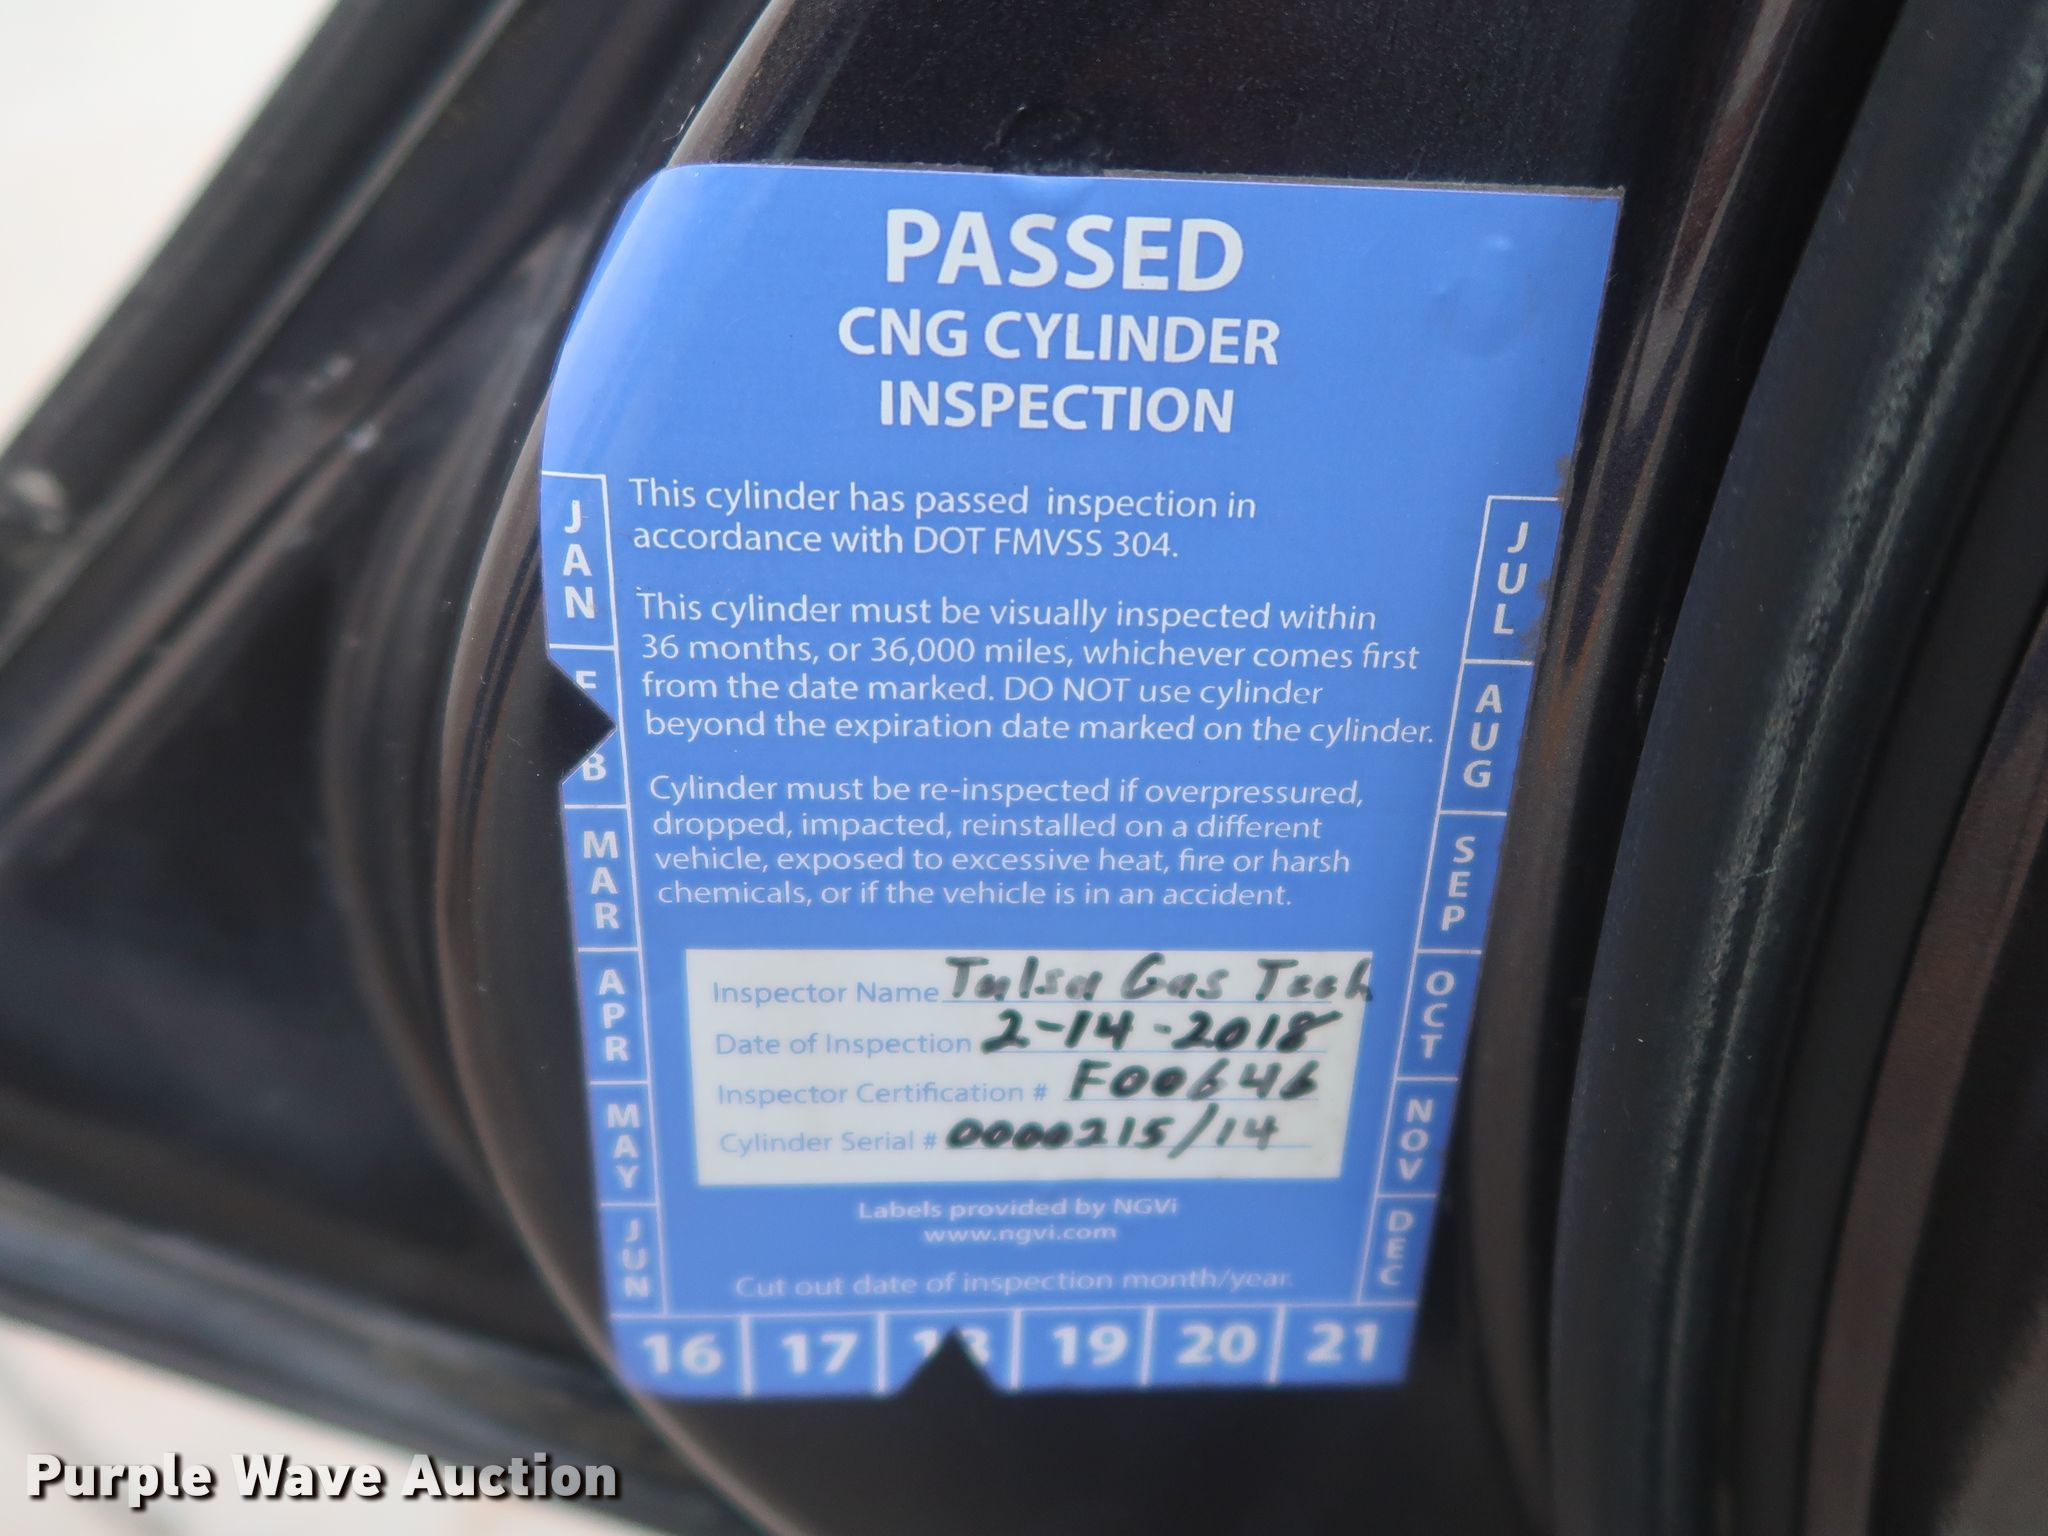 PASSED
CNG CYLINDER
INSPECTION
This cylinder has passed inspection in
accordance with DOT FMVSS 304.
This cylinder must be visually inspected within
36 months, or 36,000 miles, whichever comes first
from the date marked. DO NOT use cylinder
beyond the expiration date marked on the cylinder.
Cylinder must be re-inspected if overpressured,
dropped, impacted, reinstalled on a different
vehicle, exposed to excessive heat, fire or harsh
chemicals, or if the vehicle is in an accident.
Inspector Name Tulsa Gas Tech
Date of Inspection 2-14-2018
Inspector Certification # F00646
Cylinder Serial # 0000215/14
Labels provided by NGVi
www.ngvi.com
Cut out date of inspection month/year.
JAN
FEB
MAR
APR
MAY
JUN
JUL
AUG
SEP
OCT
NOV
DEC
16 17 18 19 20 21
Purple Wave Auction